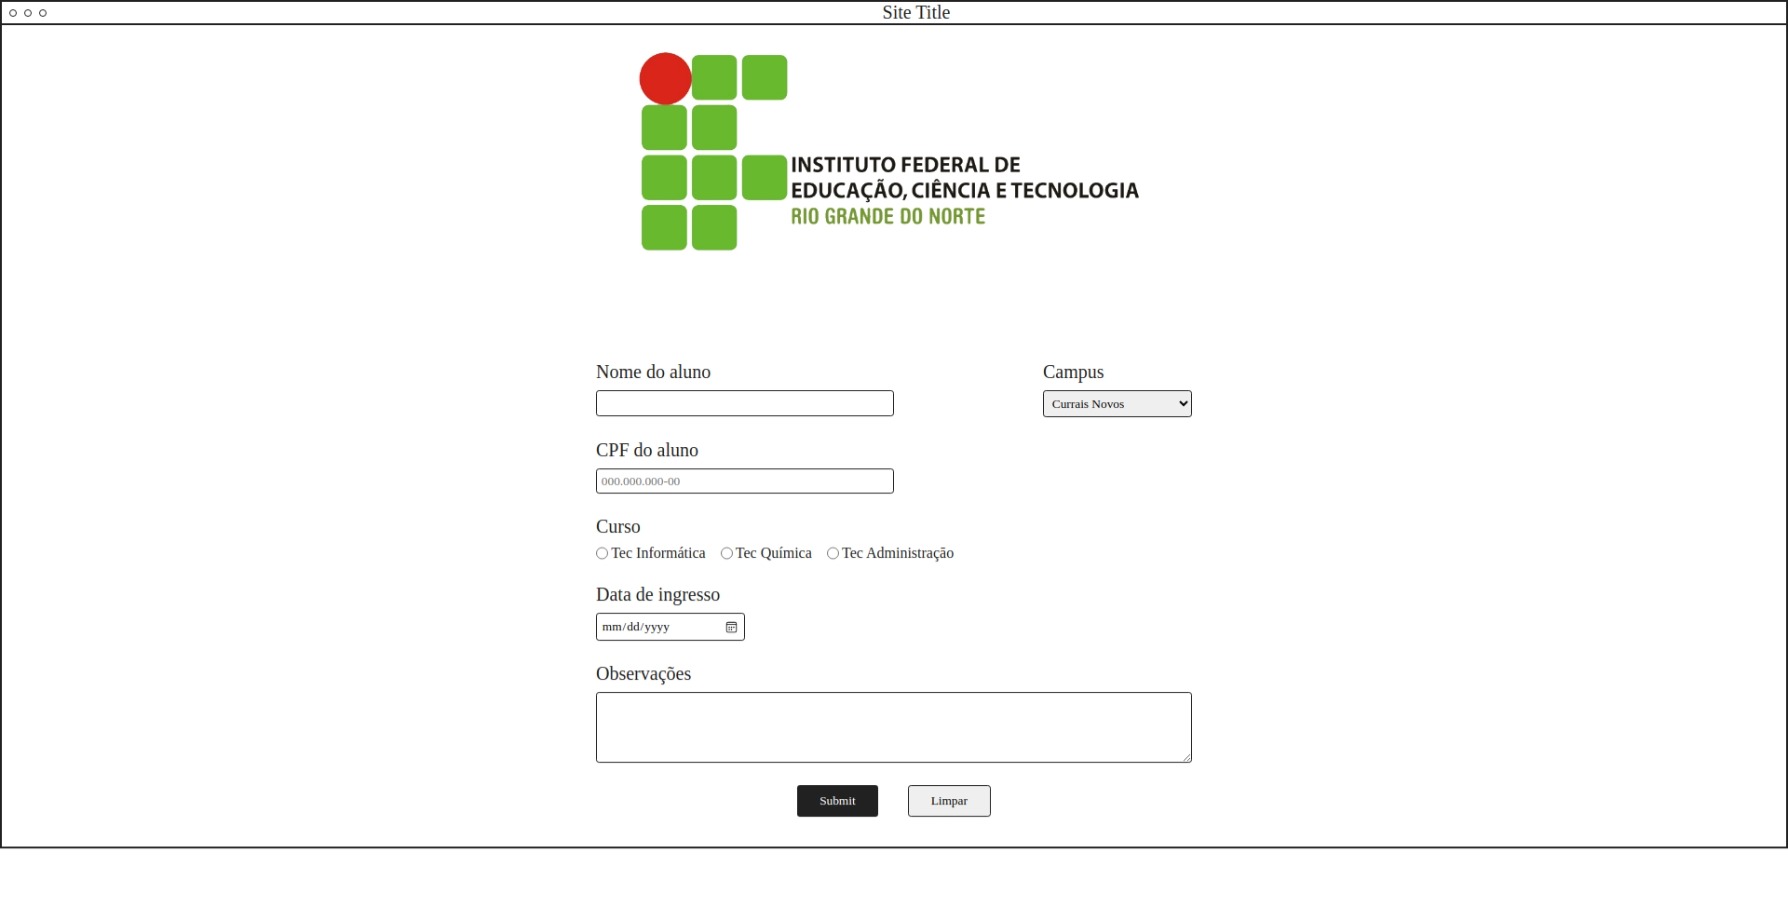 Site Title
INSTITUTO FEDERAL DE
EDUCAÇÃO, CIÊNCIA E TECNOLOGIA
RIO GRANDE DO NORTE
Nome do aluno
Campus
Currais Novos
CPF do aluno
000.000.000-00
Curso
Tec Informática Tec Química Tec Administração
Data de ingresso
mm/dd/yyyy
Observações
Submit Limpar